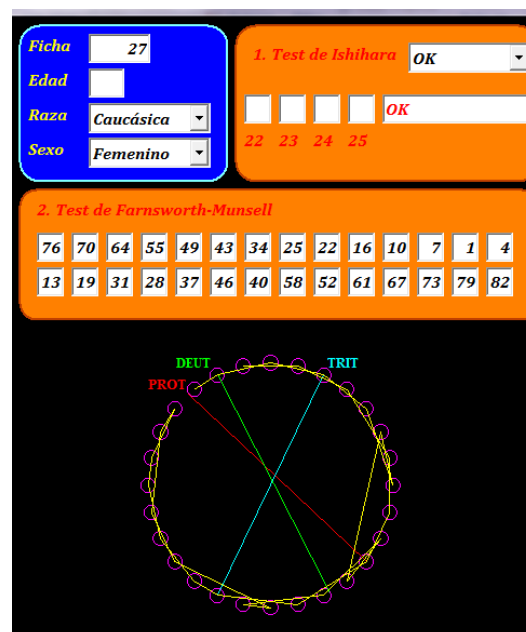 Ficha 27
Edad
Raza Caucásica
Sexo Femenino
1. Test de Ishihara OK
OK
22 23 24 25
2. Test de Farnsworth-Munsell
76 70 64 55 49 43 34 25 22 16 10 7 1 4
13 19 31 28 37 46 40 58 52 61 67 73 79 82
DEUT TRIT
PROT